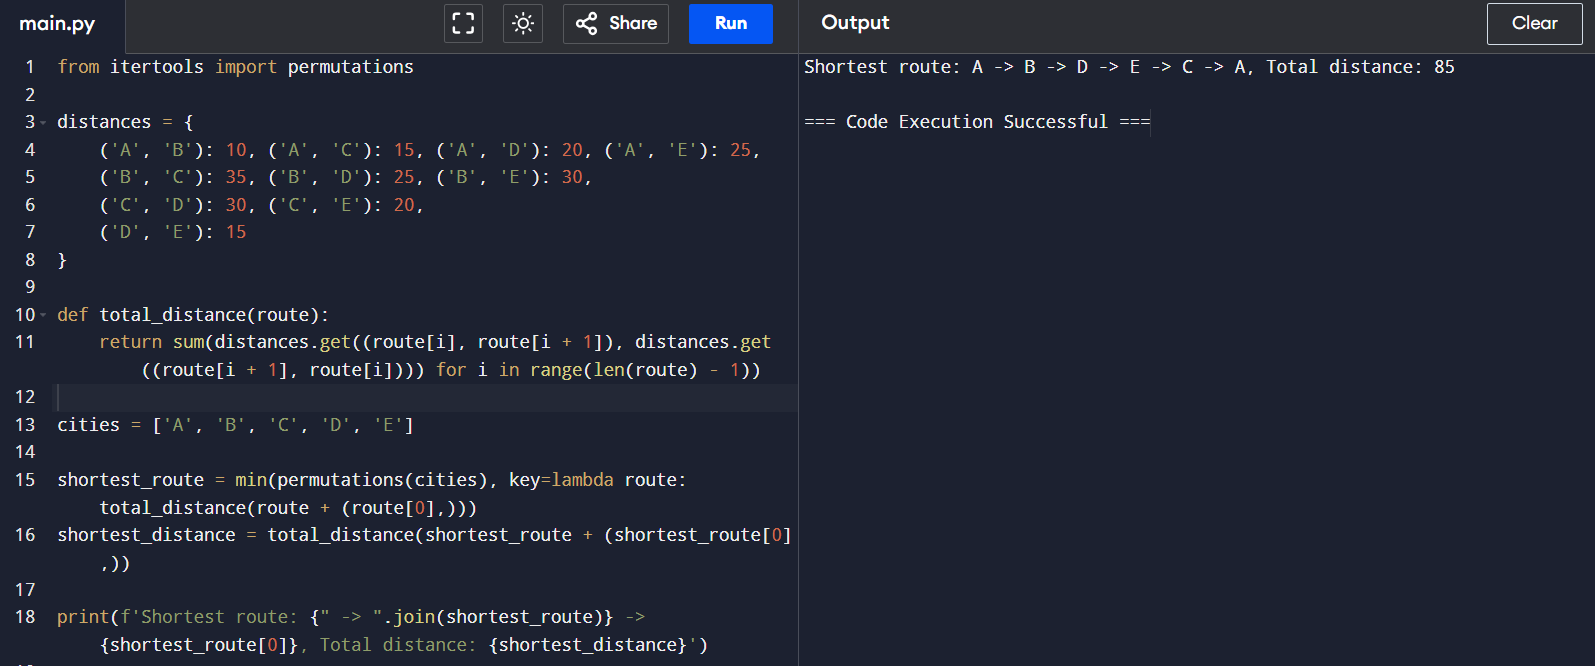 main.py
Share
Run
Output
Clear
1 from itertools import permutations
2
3 distances = {
4 ('A', 'B'): 10, ('A', 'C'): 15, ('A', 'D'): 20, ('A', 'E'): 25,
5 ('B', 'C'): 35, ('B', 'D'): 25, ('B', 'E'): 30,
6 ('C', 'D'): 30, ('C', 'E'): 20,
7 ('D', 'E'): 15
8 }
9
10 def total_distance(route):
11 return sum(distances.get((route[i], route[i + 1]), distances.get
((route[i + 1], route[i]))) for i in range(len(route) - 1))
12
13 cities = ['A', 'B', 'C', 'D', 'E']
14
15 shortest_route = min(permutations(cities), key=lambda route:
total_distance(route + (route[0],)))
16 shortest_distance = total_distance(shortest_route + (shortest_route[0]
,))
17
18 print(f'Shortest route: {" -> ".join(shortest_route)} ->
{shortest_route[0]}, Total distance: {shortest_distance}')
Shortest route: A -> B -> D -> E -> C -> A, Total distance: 85
=== Code Execution Successful ===